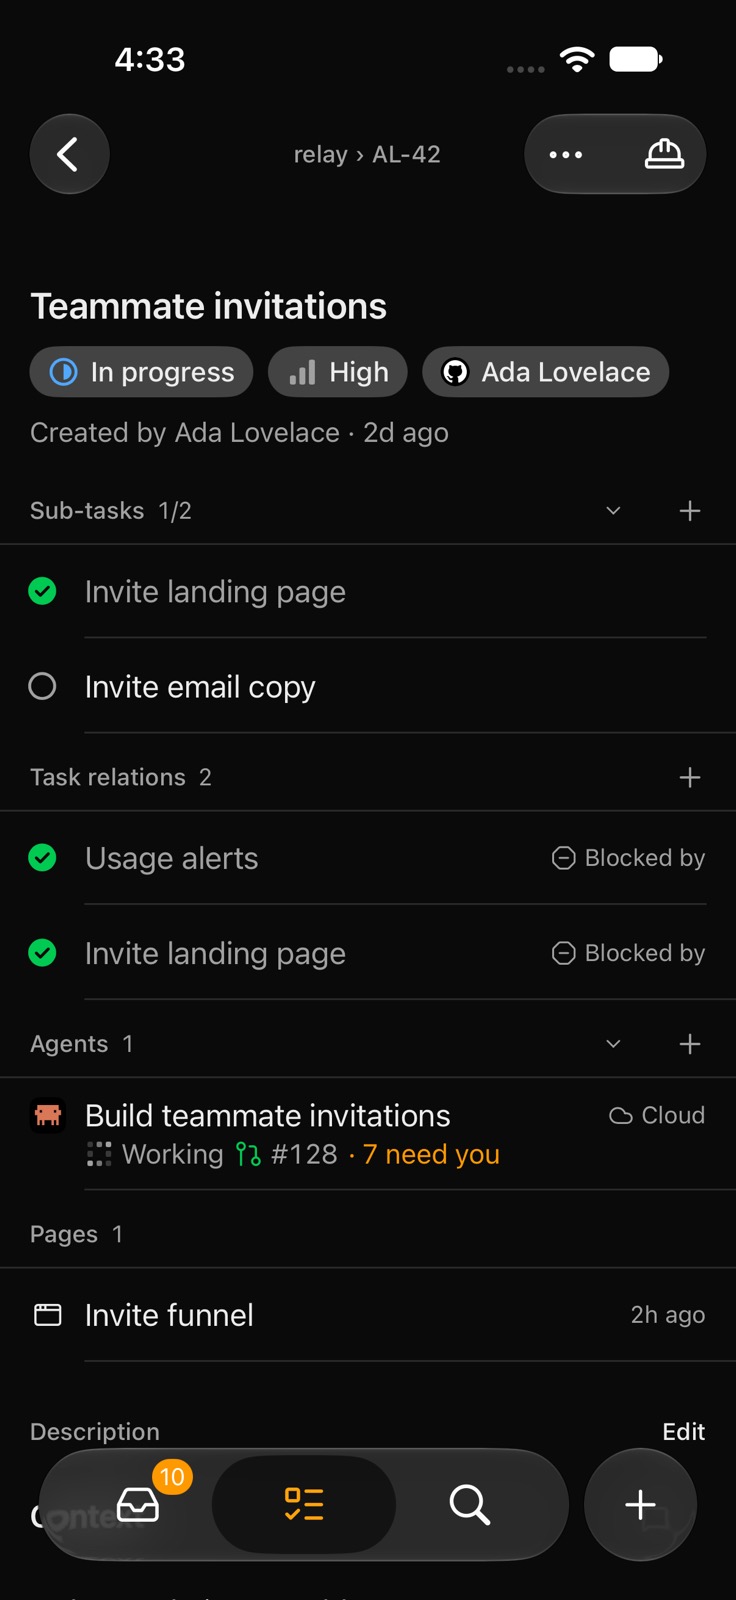 4:33
relay › AL-42
Teammate invitations
In progress
High
Ada Lovelace
Created by Ada Lovelace · 2d ago
Sub-tasks 1/2
Invite landing page
Invite email copy
Task relations 2
Usage alerts
Blocked by
Invite landing page
Blocked by
Agents 1
Build teammate invitations
Cloud
Working #128 · 7 need you
Pages 1
Invite funnel
2h ago
Description
Edit
10
Context